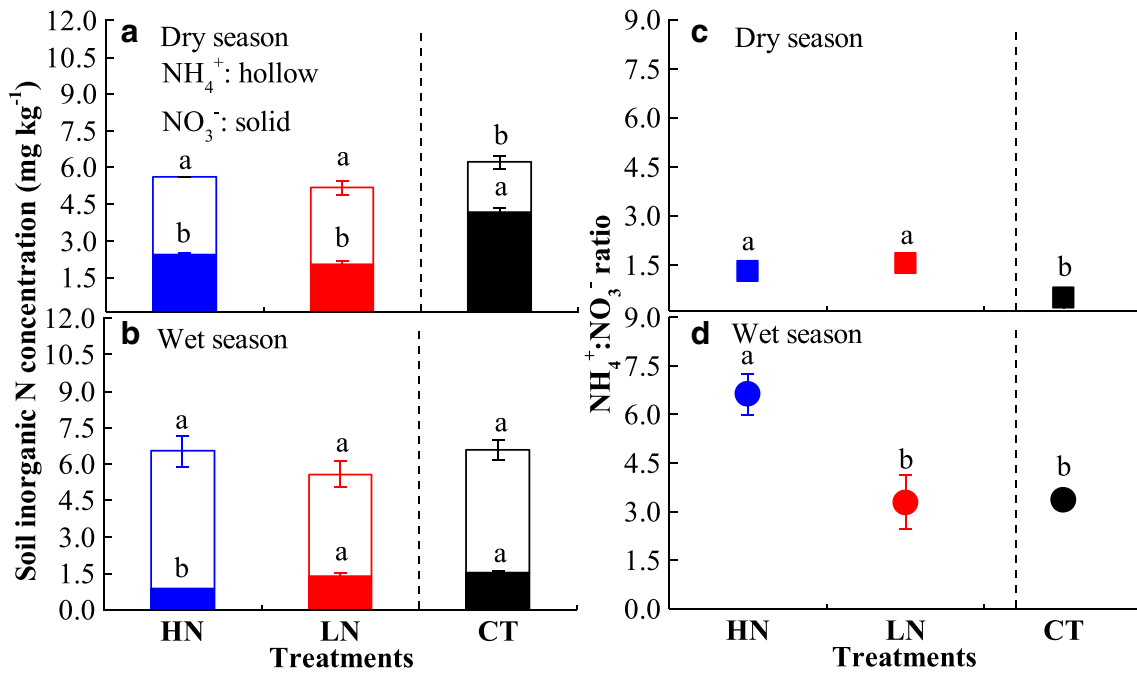 Soil inorganic N concentration (mg kg⁻¹)
a Dry season
NH₄⁺: hollow
NO₃⁻: solid
12.0
10.5
9.0
7.5
6.0
4.5
3.0
1.5
a
a
b
b
b
a
b Wet season
12.0
10.5
9.0
7.5
6.0
4.5
3.0
1.5
0.0
a
a
a
b
a
a
HN LN CT
Treatments
NH₄⁺:NO₃⁻ ratio
c Dry season
9.0
7.5
6.0
4.5
3.0
1.5
a
a
b
d Wet season
9.0
7.5
6.0
4.5
3.0
1.5
0.0
a
b
b
HN LN CT
Treatments